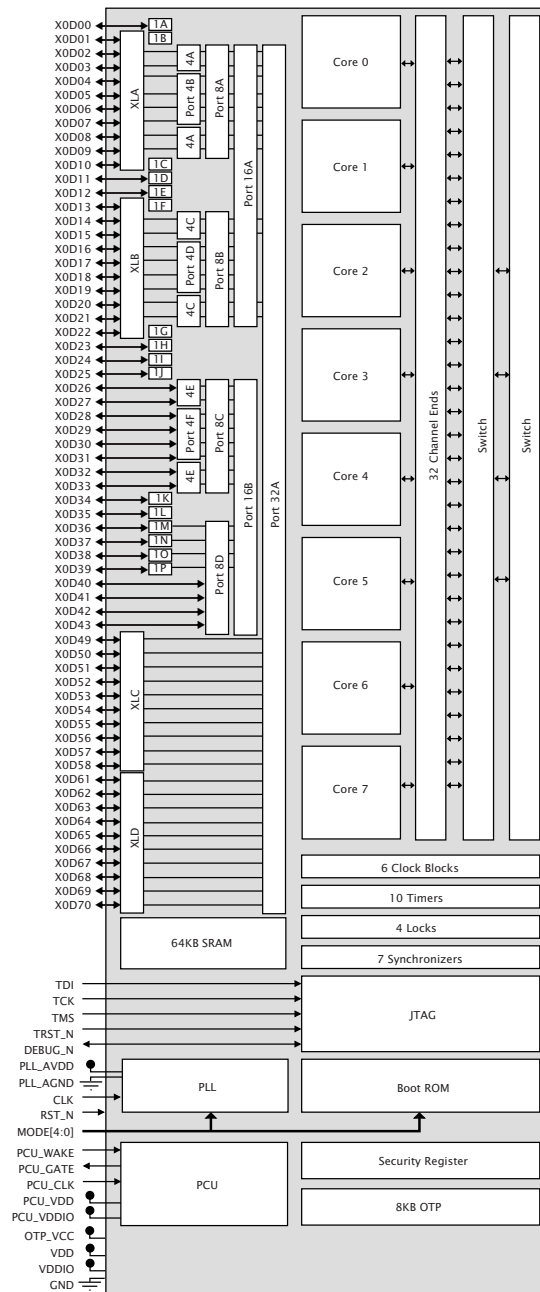 X0D00
1A
X0D01
1B
X0D02
X0D03
X0D04
X0D05
X0D06
X0D07
X0D08
X0D09
X0D10
1C
X0D11
1D
X0D12
1E
X0D13
1F
X0D14
X0D15
X0D16
X0D17
X0D18
X0D19
X0D20
X0D21
X0D22
1G
X0D23
1H
X0D24
1I
X0D25
1J
X0D26
X0D27
X0D28
X0D29
X0D30
X0D31
X0D32
X0D33
X0D34
1K
X0D35
1L
X0D36
1M
X0D37
1N
X0D38
1O
X0D39
1P
X0D40
X0D41
X0D42
X0D43
X0D49
X0D50
X0D51
X0D52
X0D53
X0D54
X0D55
X0D56
X0D57
X0D58
X0D61
X0D62
X0D63
X0D64
X0D65
X0D66
X0D67
X0D68
X0D69
X0D70
XLA
XLB
XLC
XLD
4A
Port 4B
4A
Port 8A
4C
Port 4D
4C
Port 8B
Port 16A
4E
Port 4F
4E
Port 8C
Port 8D
Port 16B
Port 32A
Core 0
Core 1
Core 2
Core 3
Core 4
Core 5
Core 6
Core 7
32 Channel Ends
Switch
Switch
6 Clock Blocks
10 Timers
4 Locks
7 Synchronizers
64KB SRAM
TDI
TCK
TMS
TRST_N
DEBUG_N
JTAG
PLL_AVDD
PLL_AGND
CLK
RST_N
MODE[4:0]
PLL
Boot ROM
PCU_WAKE
PCU_GATE
PCU_CLK
PCU_VDD
PCU_VDDIO
PCU
Security Register
8KB OTP
OTP_VCC
VDD
VDDIO
GND